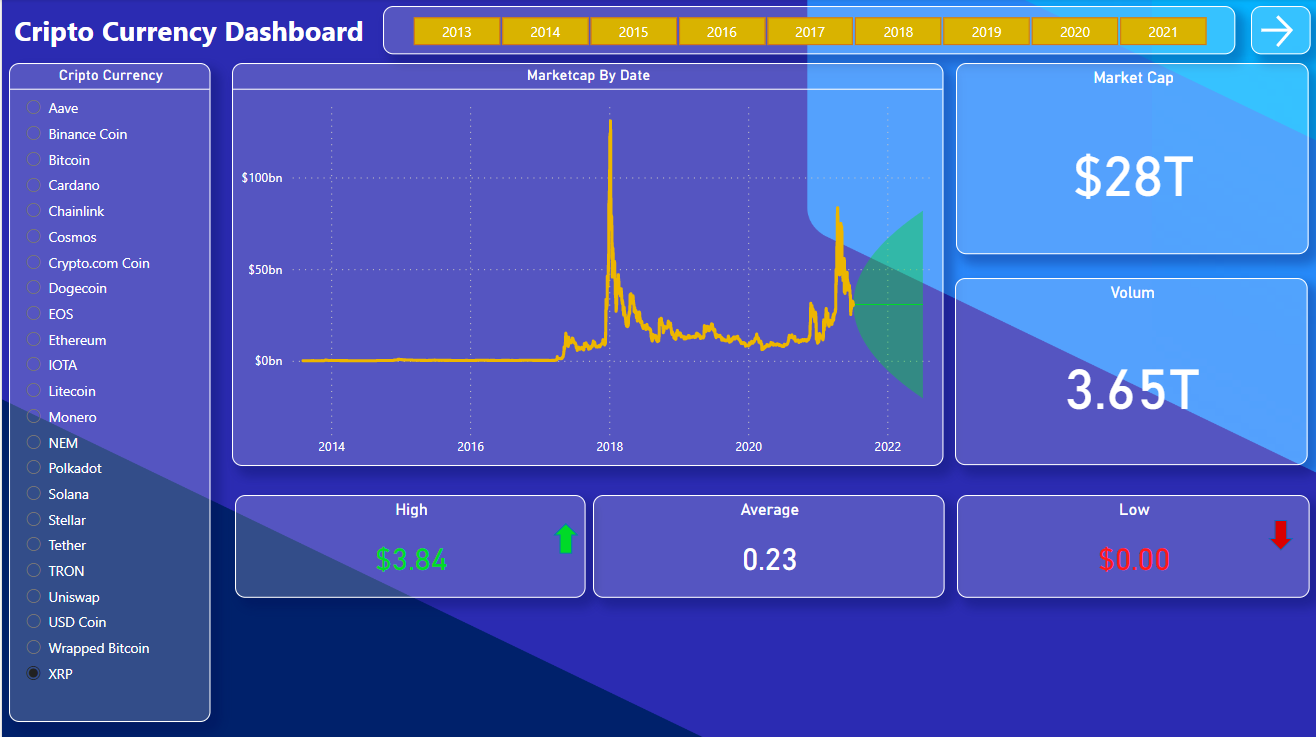 Cripto Currency Dashboard
2013 2014 2015 2016 2017 2018 2019 2020 2021
Cripto Currency
Aave
Binance Coin
Bitcoin
Cardano
Chainlink
Cosmos
Crypto.com Coin
Dogecoin
EOS
Ethereum
IOTA
Litecoin
Monero
NEM
Polkadot
Solana
Stellar
Tether
TRON
Uniswap
USD Coin
Wrapped Bitcoin
XRP
Marketcap By Date
$100bn
$50bn
$0bn
2014 2016 2018 2020 2022
Market Cap
$28T
Volum
3.65T
High
$3.84
Average
0.23
Low
$0.00